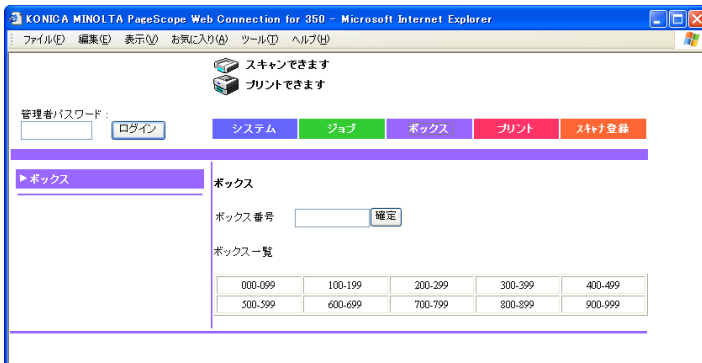 KONICA MINOLTA PageScope Web Connection for 350 - Microsoft Internet Explorer
ファイル(F) 編集(E) 表示(V) お気に入り(A) ツール(T) ヘルプ(H)
スキャンできます
プリントできます
管理者パスワード:
ログイン
システム ジョブ ボックス プリント スキャナ登録
▶ボックス
ボックス
ボックス番号 確定
ボックス一覧
000-099 100-199 200-299 300-399 400-499
500-599 600-699 700-799 800-899 900-999